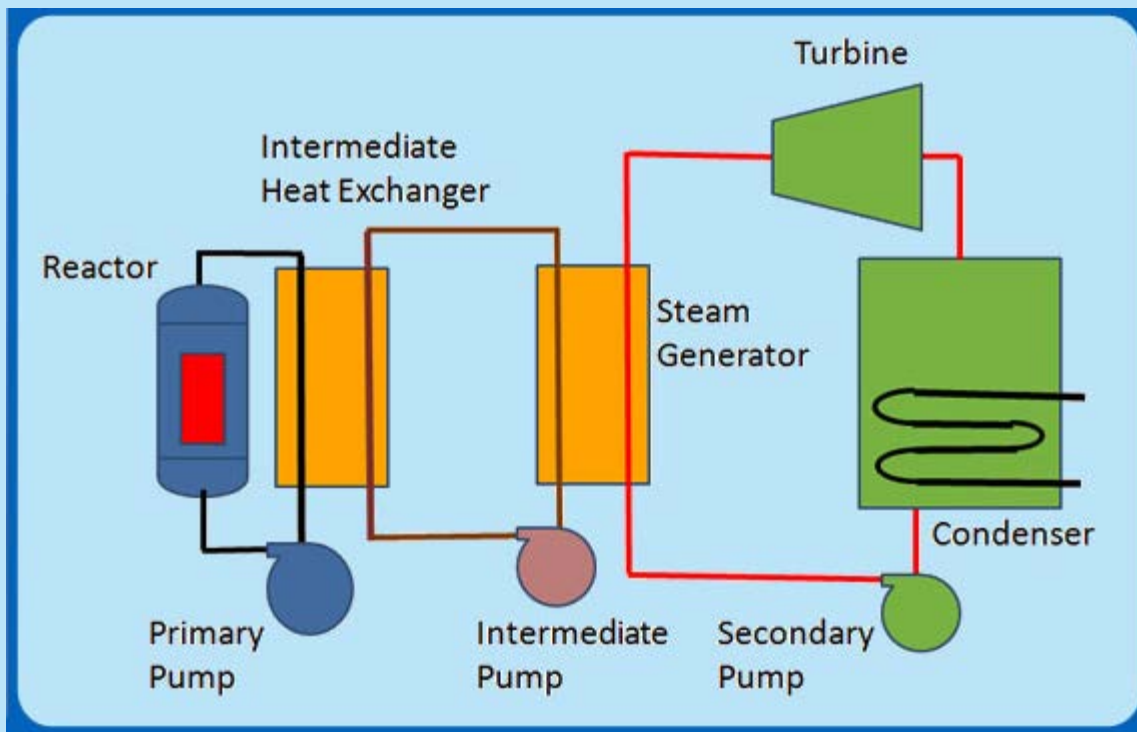 Turbine
Intermediate
Heat Exchanger
Reactor
Steam
Generator
Condenser
Primary
Pump
Intermediate
Pump
Secondary
Pump